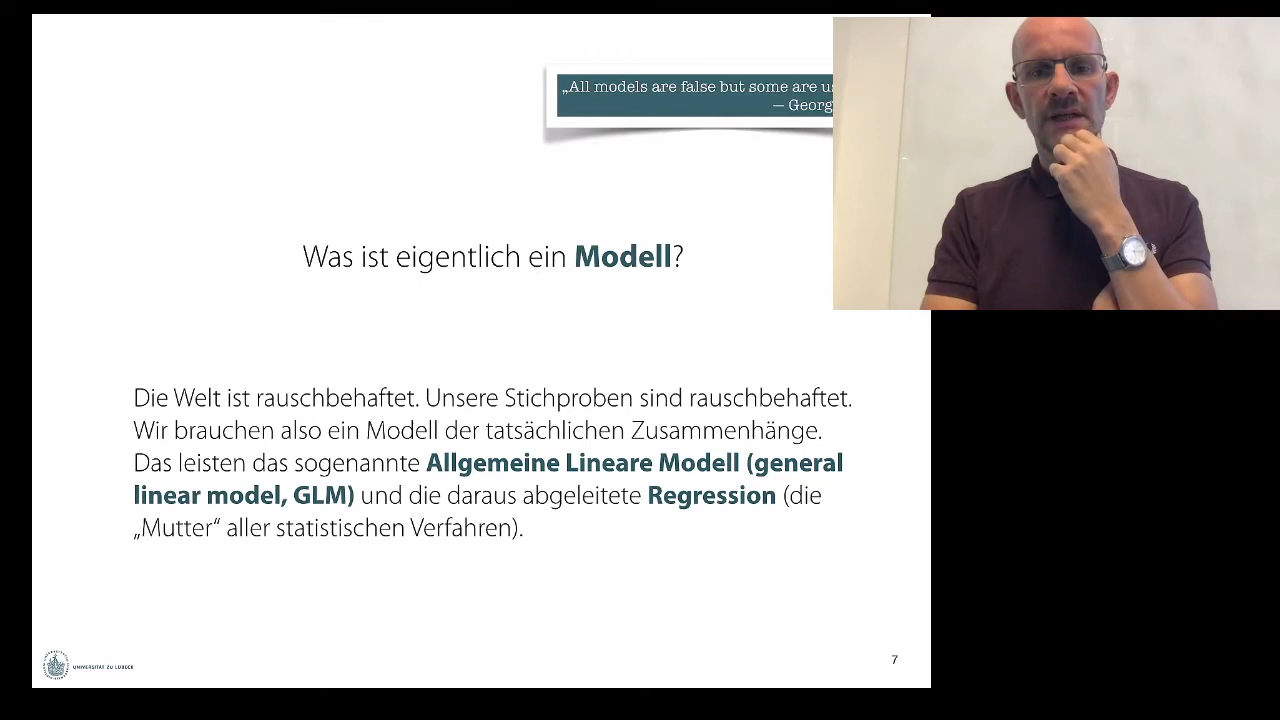 „All models are false but some are
— Georg
Was ist eigentlich ein Modell?
Die Welt ist rauschbehaftet. Unsere Stichproben sind rauschbehaftet.
Wir brauchen also ein Modell der tatsächlichen Zusammenhänge.
Das leisten das sogenannte Allgemeine Lineare Modell (general
linear model, GLM) und die daraus abgeleitete Regression (die
„Mutter“ aller statistischen Verfahren).
UNIVERSITÄT ZU LÜBECK
7